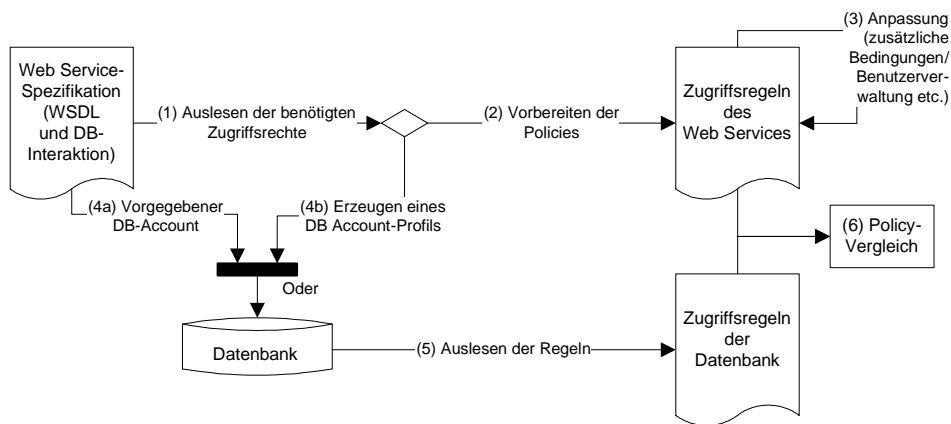 Web Service-
Spezifikation
(WSDL
und DB-
Interaktion)
(1) Auslesen der benötigten
Zugriffsrechte
(2) Vorbereiten der
Policies
Zugriffsregeln
des
Web Services
(3) Anpassung
(zusätzliche
Bedingungen/
Benutzerver-
waltung etc.)
(4a) Vorgegebener
DB-Account
(4b) Erzeugen eines
DB Account-Profils
Oder
Datenbank
(5) Auslesen der Regeln
Zugriffsregeln
der
Datenbank
(6) Policy-
Vergleich